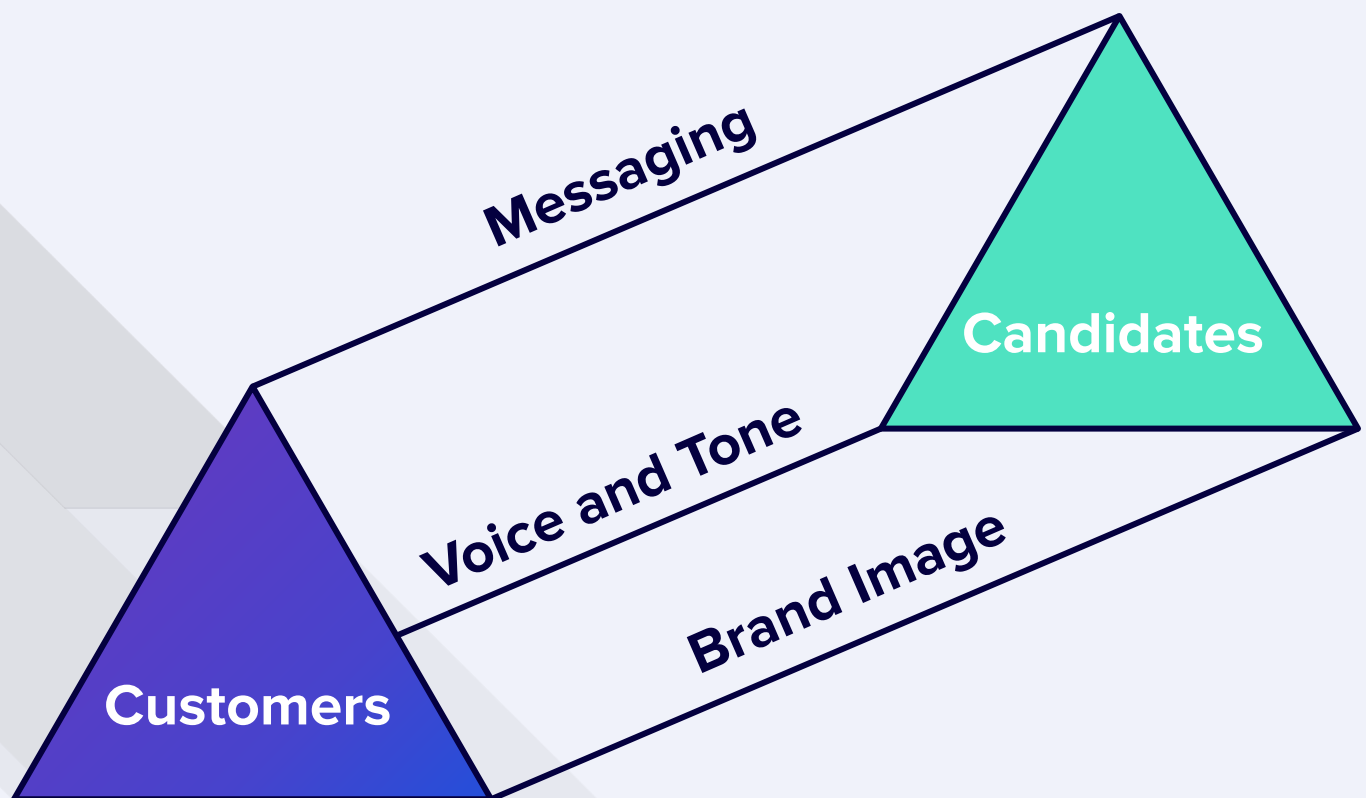 Messaging
Candidates
Voice and Tone
Brand Image
Customers